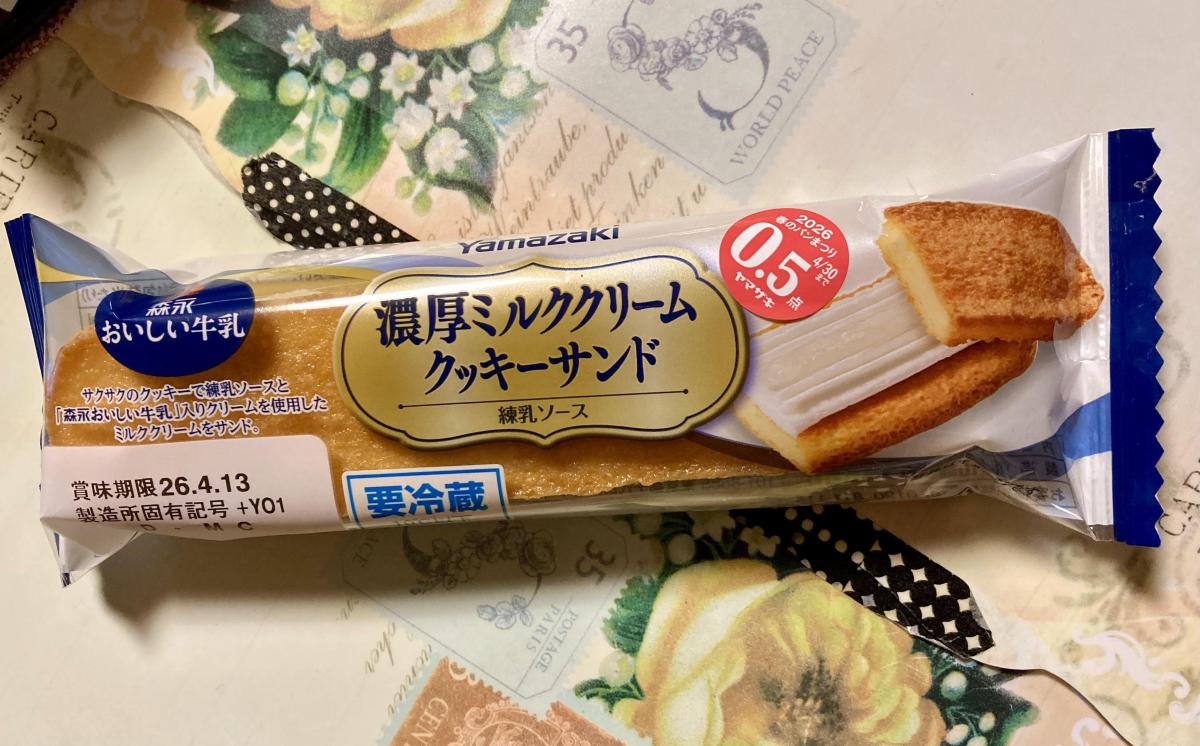 35
WORLD PEACE
Yamazaki
2026
春のパンまつり
4/30まで
0.5点
ヤマザキ
森永
おいしい牛乳
濃厚ミルククリーム
クッキーサンド
練乳ソース
サクサクのクッキーで練乳ソースと
「森永おいしい牛乳」入りクリームを使用した
ミルククリームをサンド。
賞味期限26.4.13
製造所固有記号 +Y01
要冷蔵
35
POSTAGE
PARIS